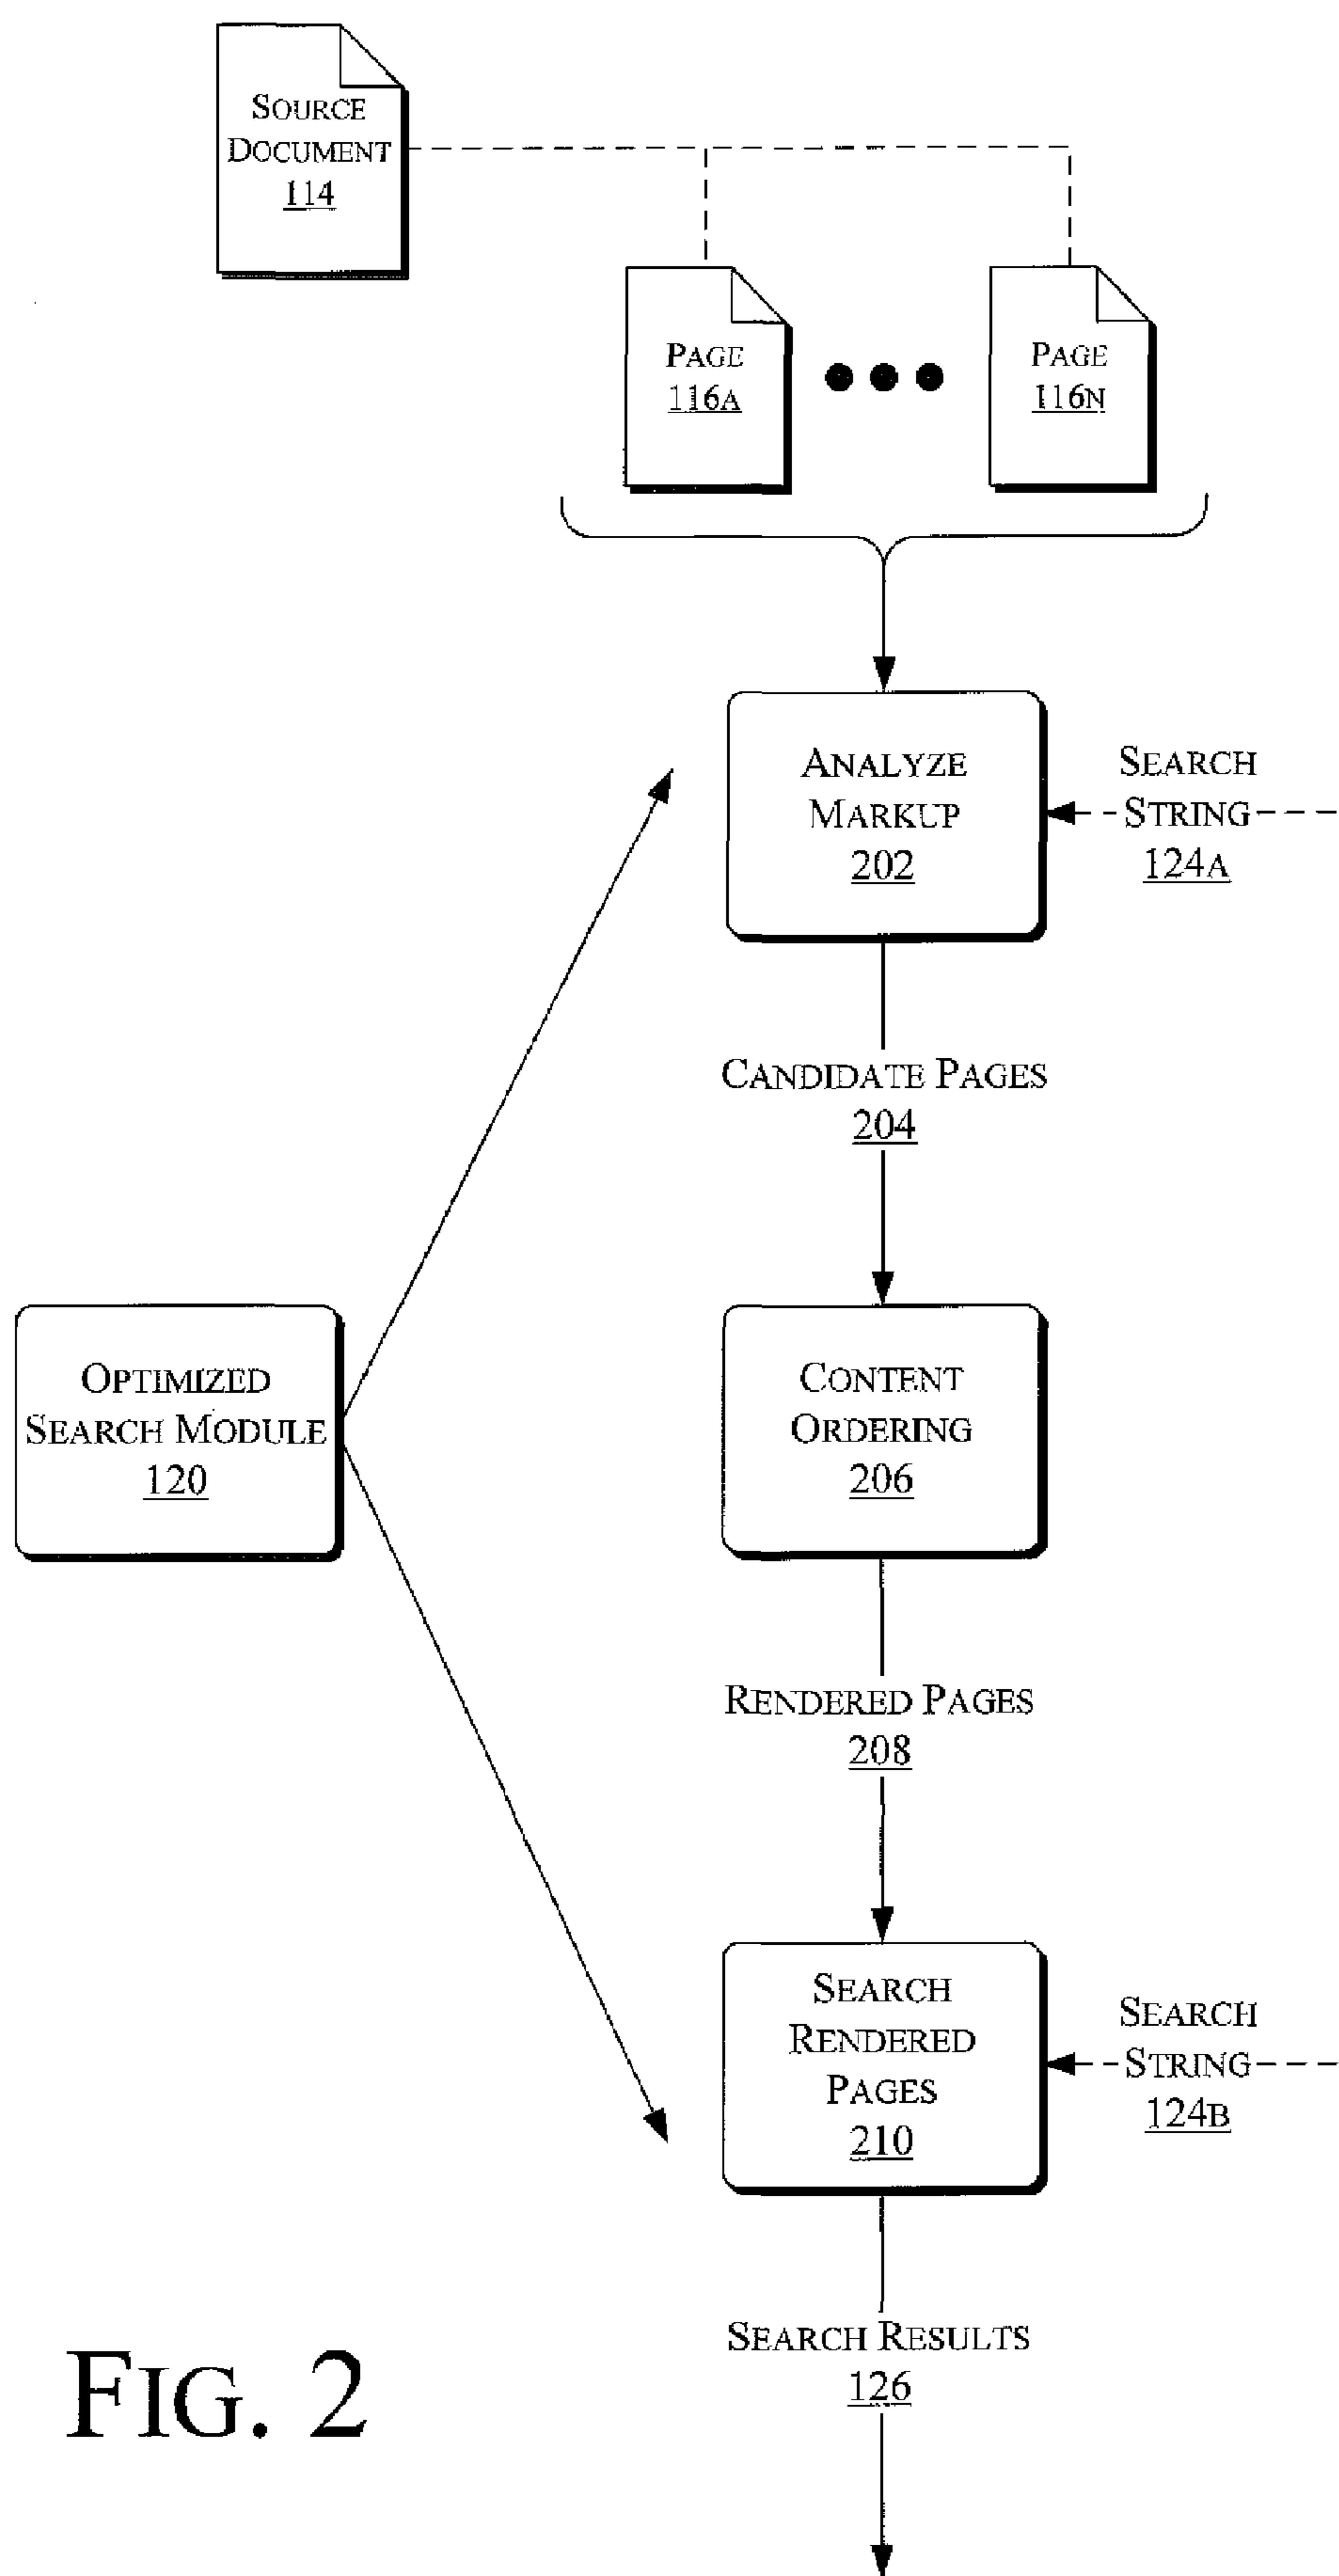 SOURCE
DOCUMENT
114
PAGE
116A
PAGE
116N
ANALYZE
MARKUP
202
SEARCH
STRING
124A
CANDIDATE PAGES
204
OPTIMIZED
SEARCH MODULE
120
CONTENT
ORDERING
206
RENDERED PAGES
208
SEARCH
RENDERED
PAGES
210
SEARCH
STRING
124B
SEARCH RESULTS
126
FIG. 2